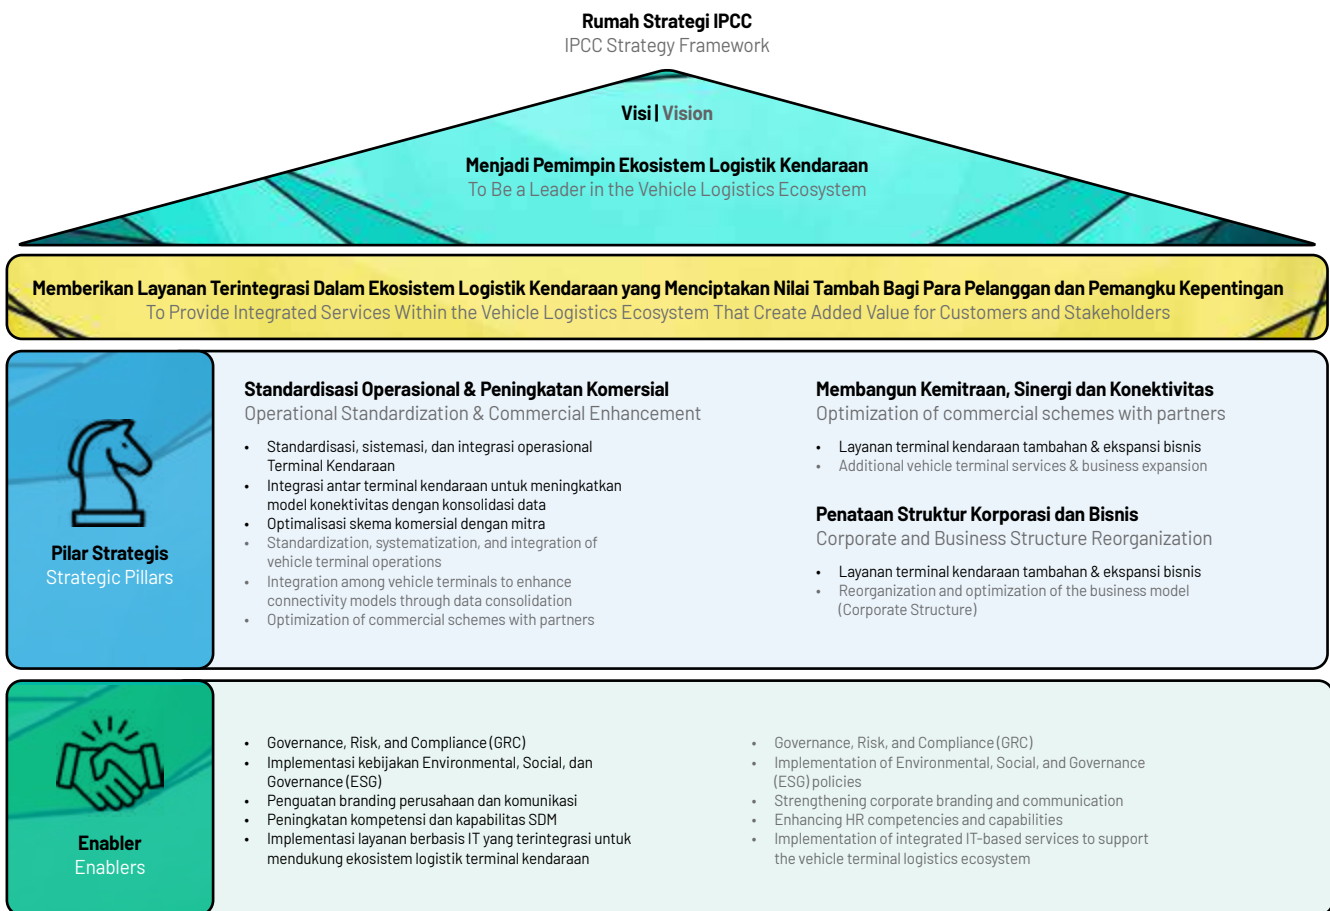 Rumah Strategi IPCC
IPCC Strategy Framework
Visi | Vision
Menjadi Pemimpin Ekosistem Logistik Kendaraan
To Be a Leader in the Vehicle Logistics Ecosystem
Memberikan Layanan Terintegrasi Dalam Ekosistem Logistik Kendaraan yang Menciptakan Nilai Tambah Bagi Para Pelanggan dan Pemangku Kepentingan
To Provide Integrated Services Within the Vehicle Logistics Ecosystem That Create Added Value for Customers and Stakeholders
Pilar Strategis
Strategic Pillars
Standardisasi Operasional & Peningkatan Komersial
Operational Standardization & Commercial Enhancement
• Standardisasi, sistemasi, dan integrasi operasional
Terminal Kendaraan
• Integrasi antar terminal kendaraan untuk meningkatkan
model konektivitas dengan konsolidasi data
• Optimalisasi skema komersial dengan mitra
• Standardization, systematization, and integration of
vehicle terminal operations
• Integration among vehicle terminals to enhance
connectivity models through data consolidation
• Optimization of commercial schemes with partners
Membangun Kemitraan, Sinergi dan Konektivitas
Optimization of commercial schemes with partners
• Layanan terminal kendaraan tambahan & ekspansi bisnis
• Additional vehicle terminal services & business expansion
Penataan Struktur Korporasi dan Bisnis
Corporate and Business Structure Reorganization
• Layanan terminal kendaraan tambahan & ekspansi bisnis
• Reorganization and optimization of the business model
(Corporate Structure)
Enabler
Enablers
• Governance, Risk, and Compliance (GRC)
• Implementasi kebijakan Environmental, Social, dan
Governance (ESG)
• Penguatan branding perusahaan dan komunikasi
• Peningkatan kompetensi dan kapabilitas SDM
• Implementasi layanan berbasis IT yang terintegrasi untuk
mendukung ekosistem logistik terminal kendaraan
• Governance, Risk, and Compliance (GRC)
• Implementation of Environmental, Social, and Governance
(ESG) policies
• Strengthening corporate branding and communication
• Enhancing HR competencies and capabilities
• Implementation of integrated IT-based services to support
the vehicle terminal logistics ecosystem